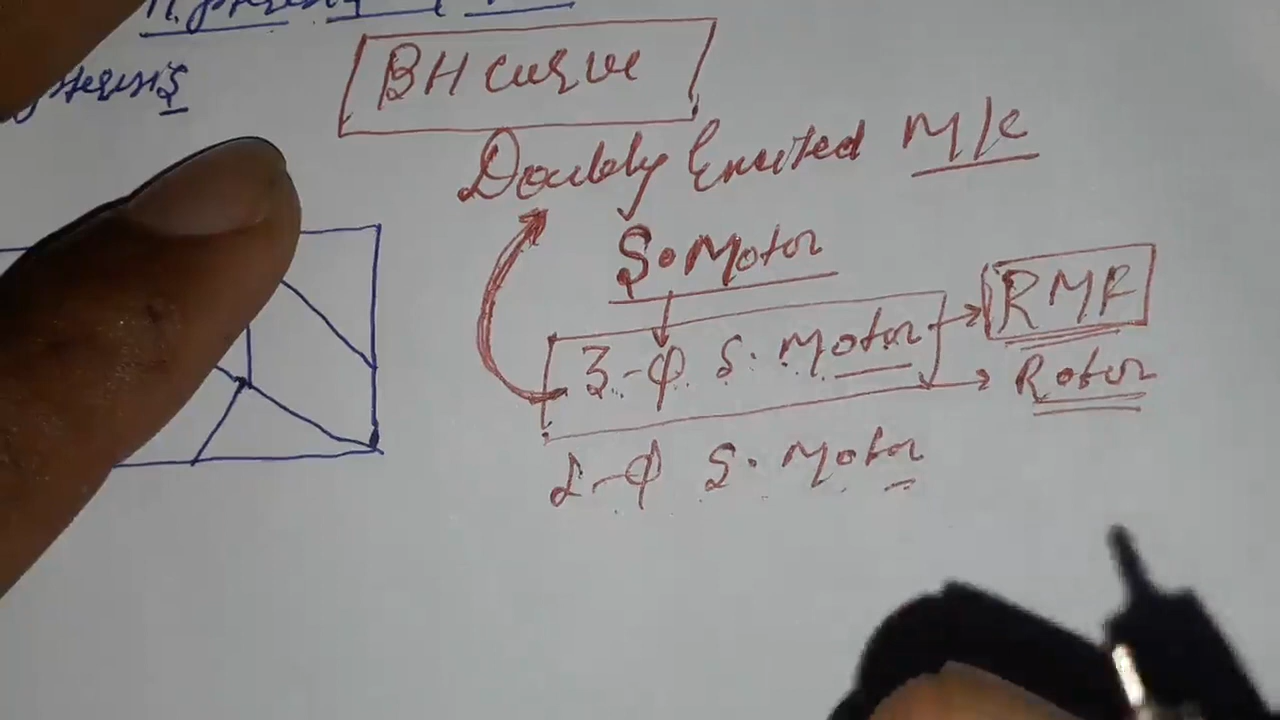 BH curve
Doubly Excited M/c
S. Motor
3-φ S. Motor
RMF
Rotor
1-φ S. Motor